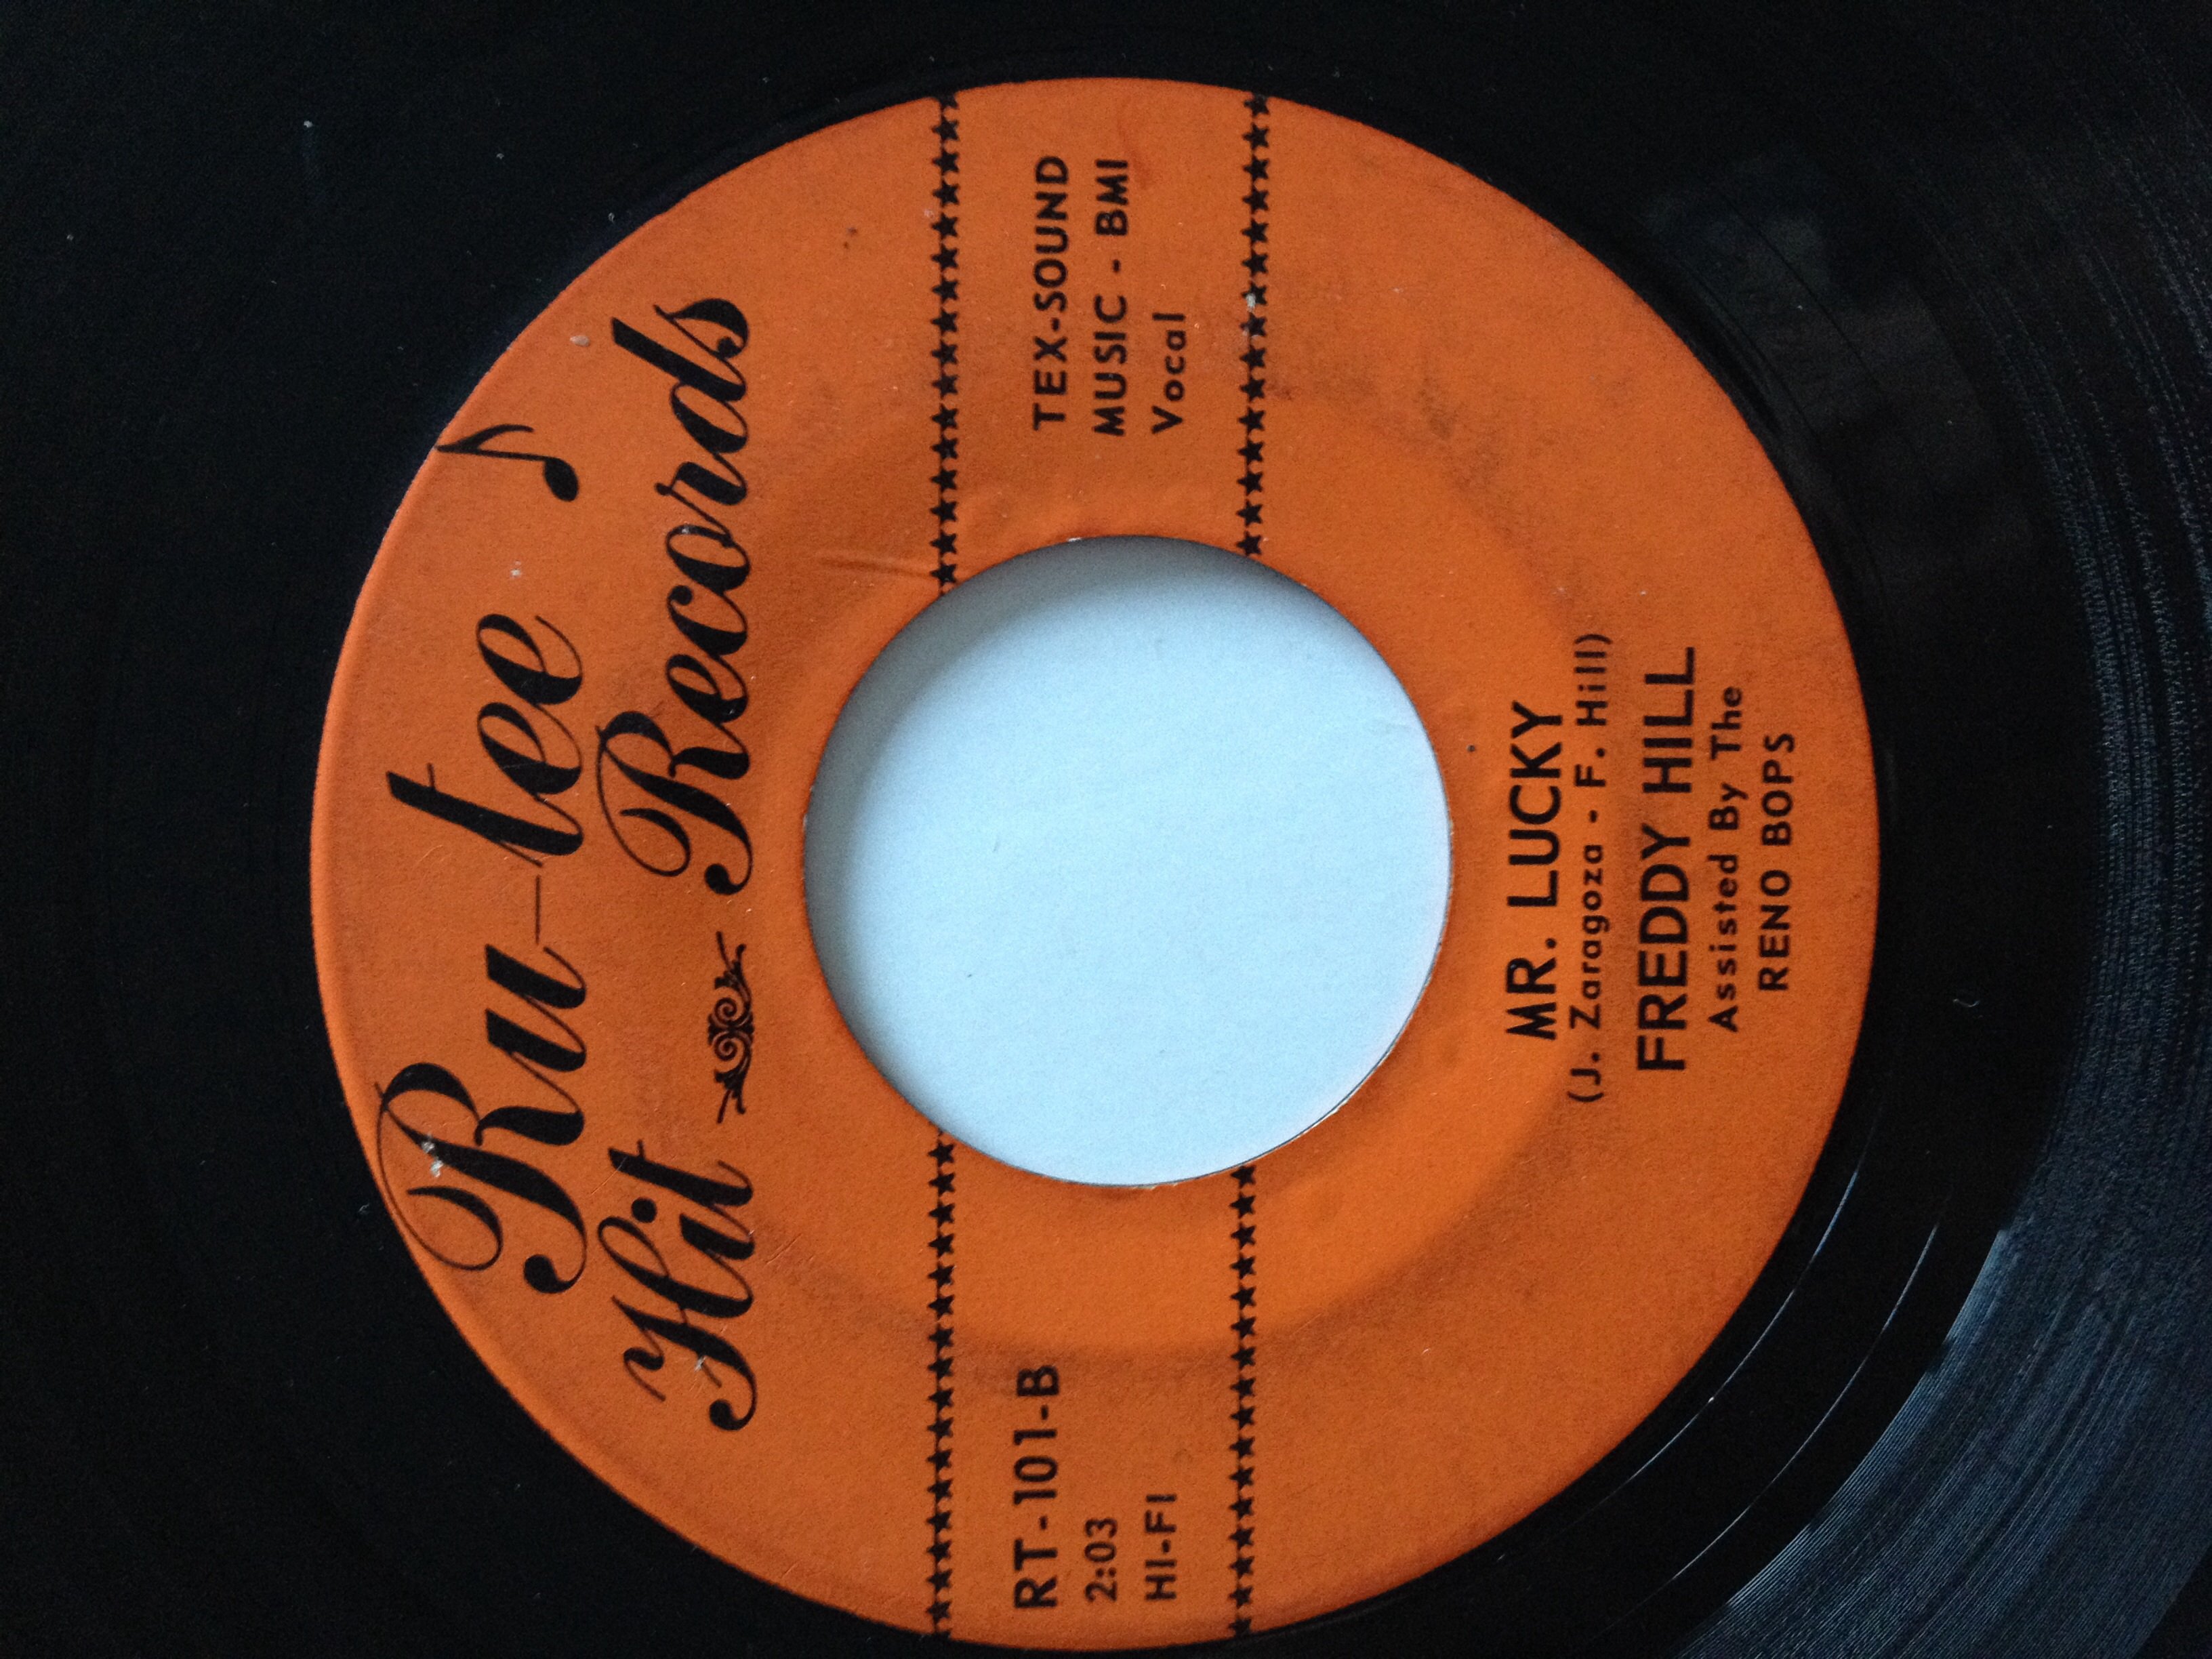 Ru-tee
Hit Records
RT-101-B
2:03
HI-FI
TEX-SOUND
MUSIC - BMI
Vocal
MR. LUCKY
(J. Zaragoza - F. Hill)
FREDDY HILL
Assisted By The
RENO BOPS